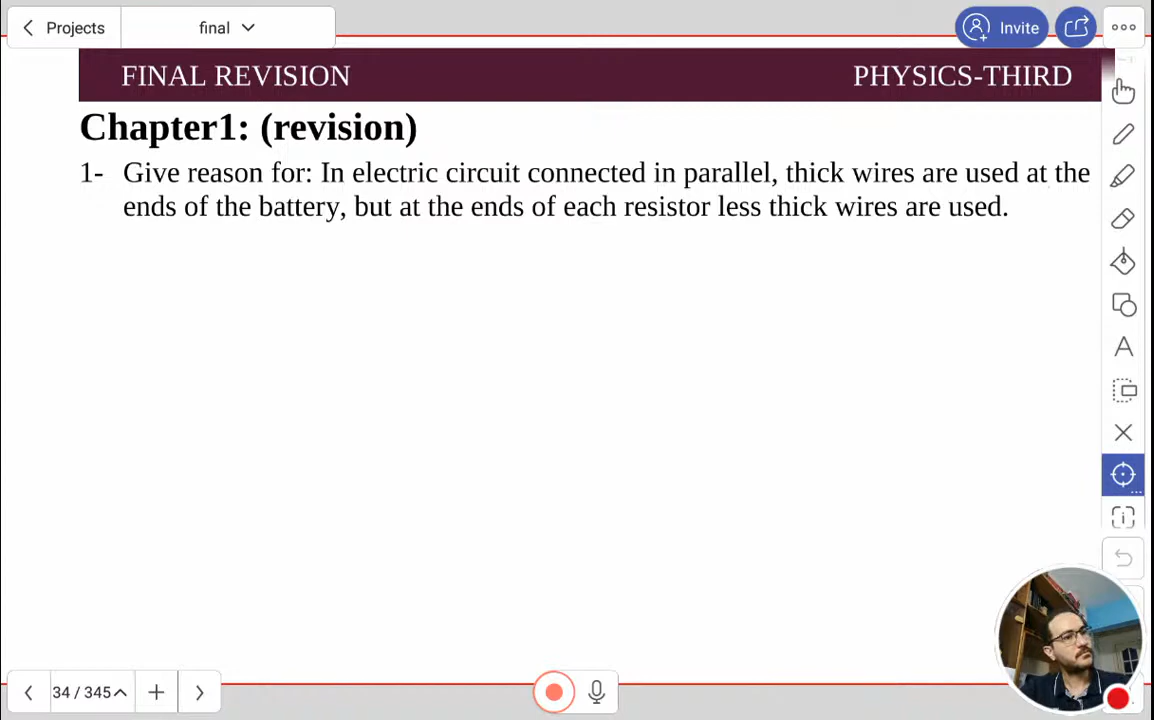 Projects
final
Invite
FINAL REVISION PHYSICS-THIRD
Chapter1: (revision)
1- Give reason for: In electric circuit connected in parallel, thick wires are used at the
ends of the battery, but at the ends of each resistor less thick wires are used.
34 / 345